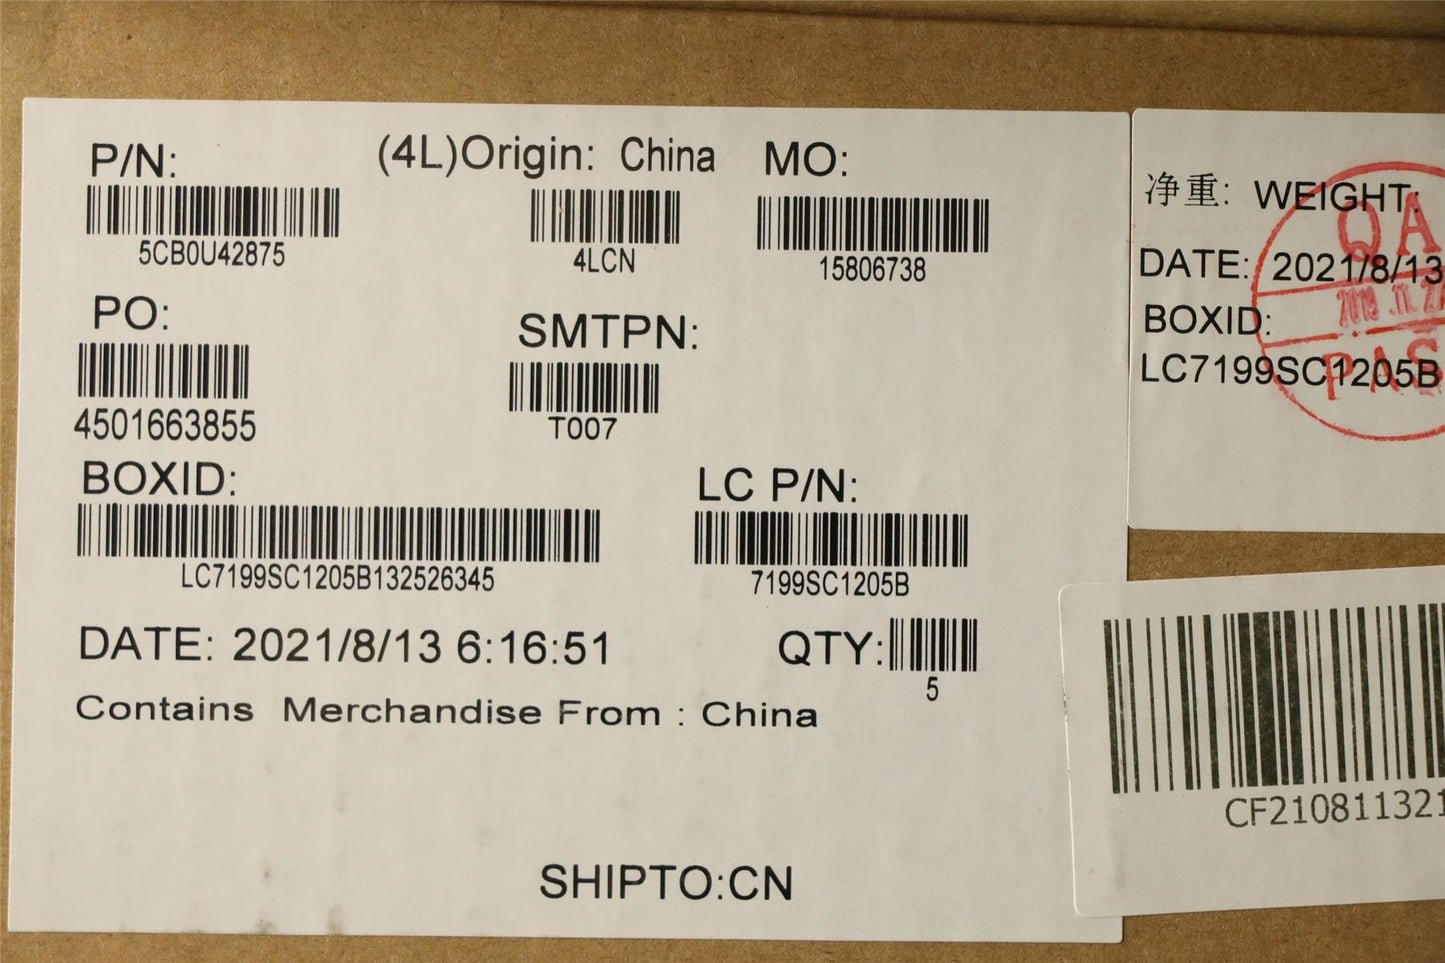 P/N: (4L)Origin: China MO:
5CB0U42875 4LCN 15806738
PO: SMTPN:
4501663855 T007
BOXID: LC P/N:
LC7199SC1205B132526345 7199SC1205B
DATE: 2021/8/13 6:16:51 QTY:
5
Contains Merchandise From : China
SHIPTO:CN
净重: WEIGHT:
DATE: 2021/8/13
BOXID:
LC7199SC1205B
QA
PAS
CF210811321